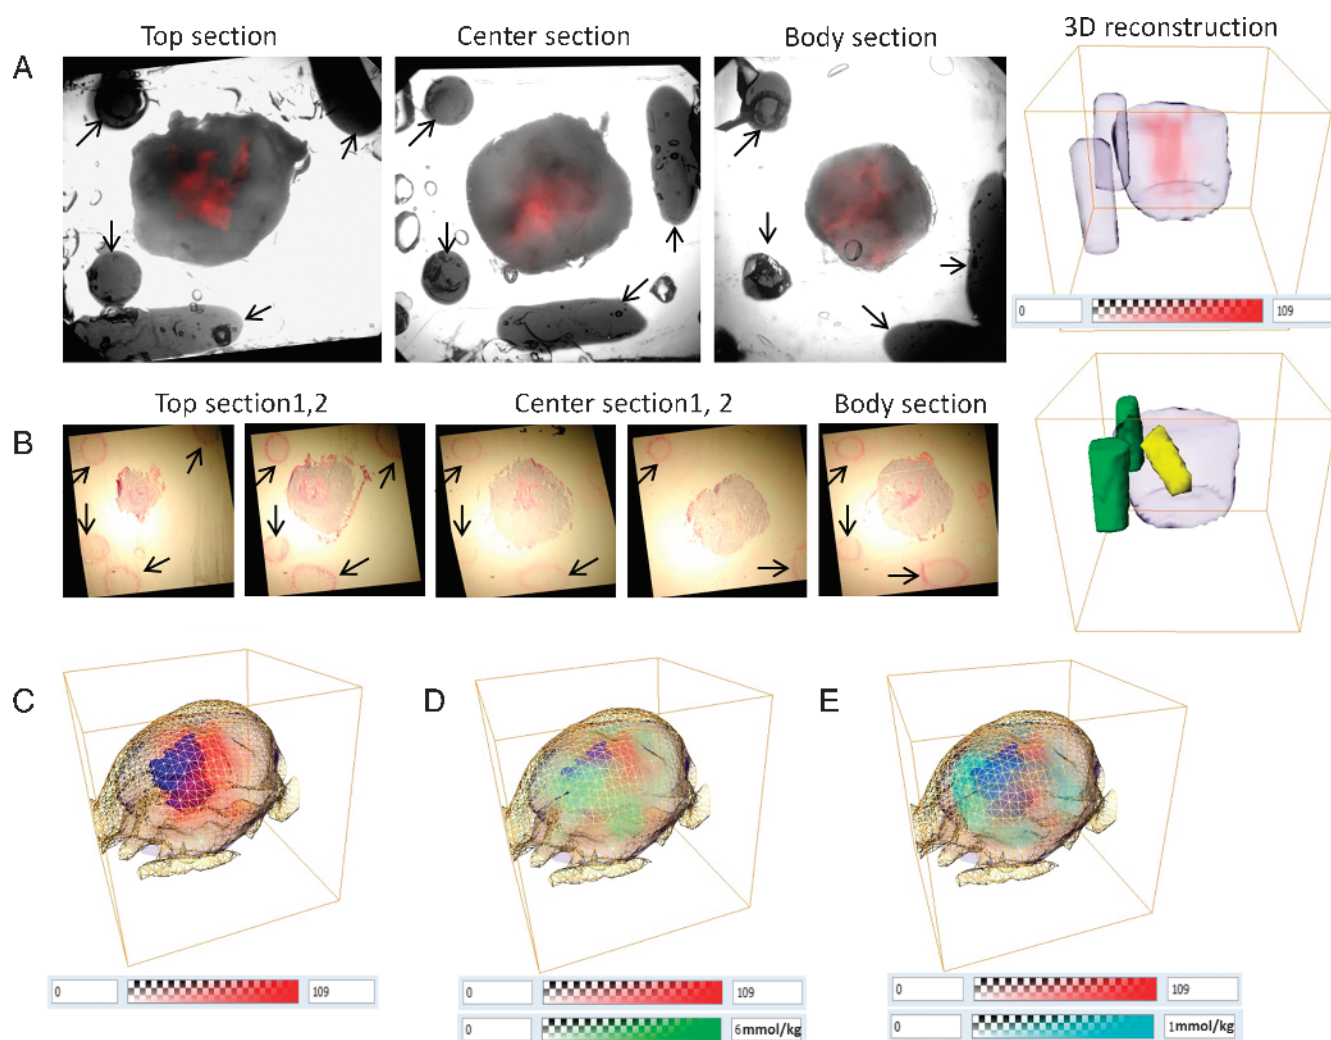 Top section
Center section
Body section
3D reconstruction
A
0
109
Top section1,2
Center section1, 2
Body section
B
C
D
E
0
109
0
109
0
109
0
6mmol/kg
0
1mmol/kg